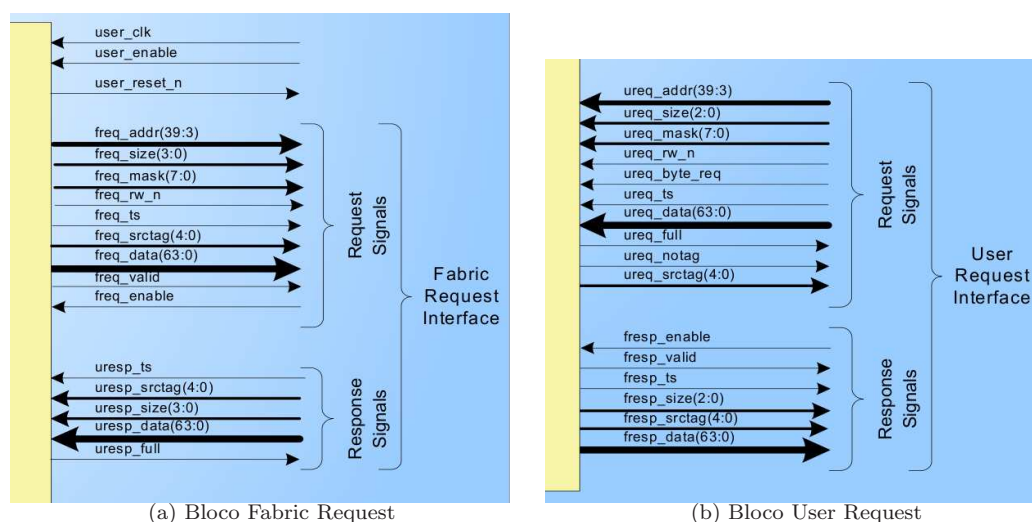 user_clk
user_enable
user_reset_n
freq_addr(39:3)
freq_size(3:0)
freq_mask(7:0)
freq_rw_n
freq_ts
freq_srctag(4:0)
freq_data(63:0)
freq_valid
freq_enable
Request
Signals
uresp_ts
uresp_srctag(4:0)
uresp_size(3:0)
uresp_data(63:0)
uresp_full
Response
Signals
Fabric
Request
Interface
(a) Bloco Fabric Request
ureq_addr(39:3)
ureq_size(2:0)
ureq_mask(7:0)
ureq_rw_n
ureq_byte_req
ureq_ts
ureq_data(63:0)
ureq_full
ureq_notag
ureq_srctag(4:0)
Request
Signals
fresp_enable
fresp_valid
fresp_ts
fresp_size(2:0)
fresp_srctag(4:0)
fresp_data(63:0)
Response
Signals
User
Request
Interface
(b) Bloco User Request